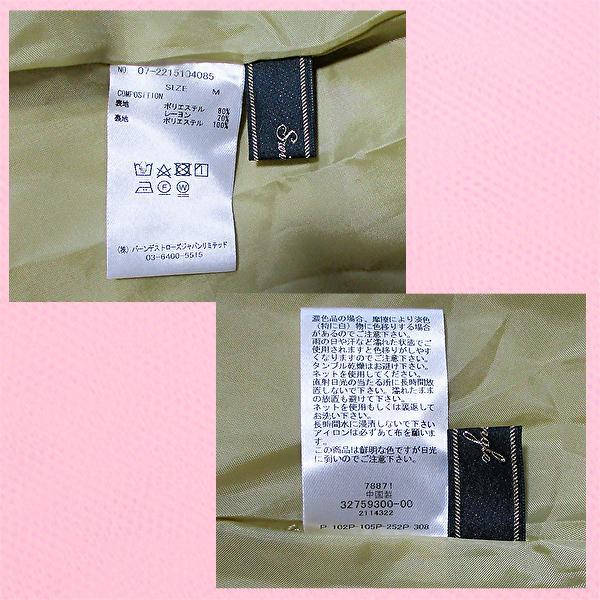 NO. 07-2215104085
SIZE M
COMPOSITION
表地 ポリエステル 80%
レーヨン 20%
裏地 ポリエステル 100%
(株)バーンデストローズジャパンリミテッド
03-6400-5515
濃色品の場合、摩擦により淡色
(特に白)物に色移りする場合
があるのでご注意下さい。
雨の日や汗など濡れた状態でご
使用されますと色移りがしやす
くなりますのでご注意下さい。
タンブル乾燥はお避け下さい。
ネットを使用してください。
直射日光の当たる所に長時間放
置しないで下さい。濡れたまま
の放置も避けて下さい。
ネットを使用もしくは裏返して
お洗い下さい。
長時間水に浸漬しないで下さい
アイロンは必ずあて布を願いま
す。
この商品は鮮明な色ですが日光
に弱いのでご注意下さい。
78871
中国製
32759300-00
2114322
P-102P-105P-252P 308